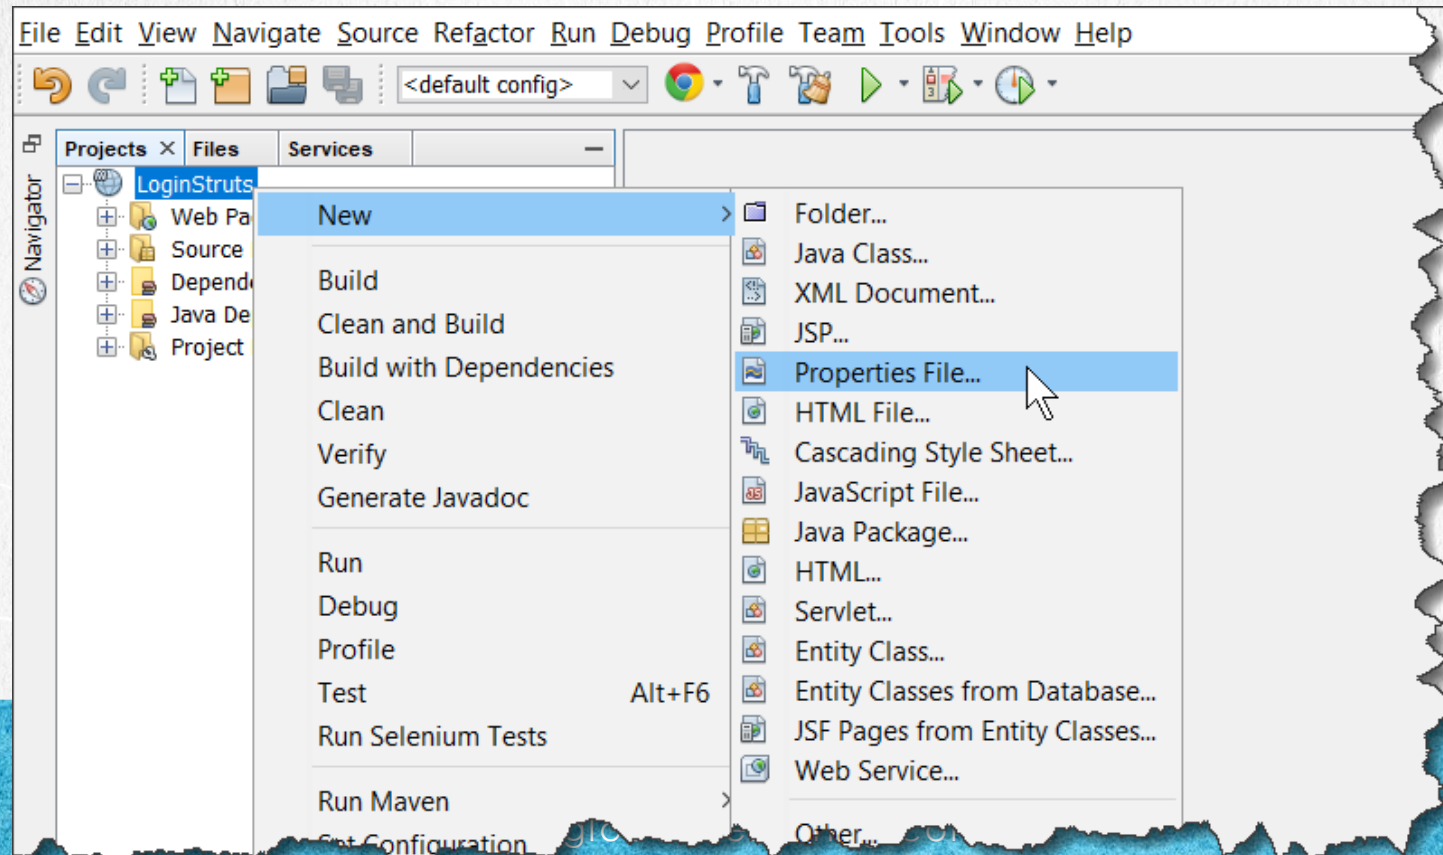 File Edit View Navigate Source Refactor Run Debug Profile Team Tools Window Help
<default config>
Projects Files Services
Navigator
LoginStruts
Web Pa
Source
Depende
Java De
Project
New
Build
Clean and Build
Build with Dependencies
Clean
Verify
Generate Javadoc
Run
Debug
Profile
Test Alt+F6
Run Selenium Tests
Run Maven
Set Configuration
Folder...
Java Class...
XML Document...
JSP...
Properties File...
HTML File...
Cascading Style Sheet...
JavaScript File...
Java Package...
HTML...
Servlet...
Entity Class...
Entity Classes from Database...
JSF Pages from Entity Classes...
Web Service...
Other...